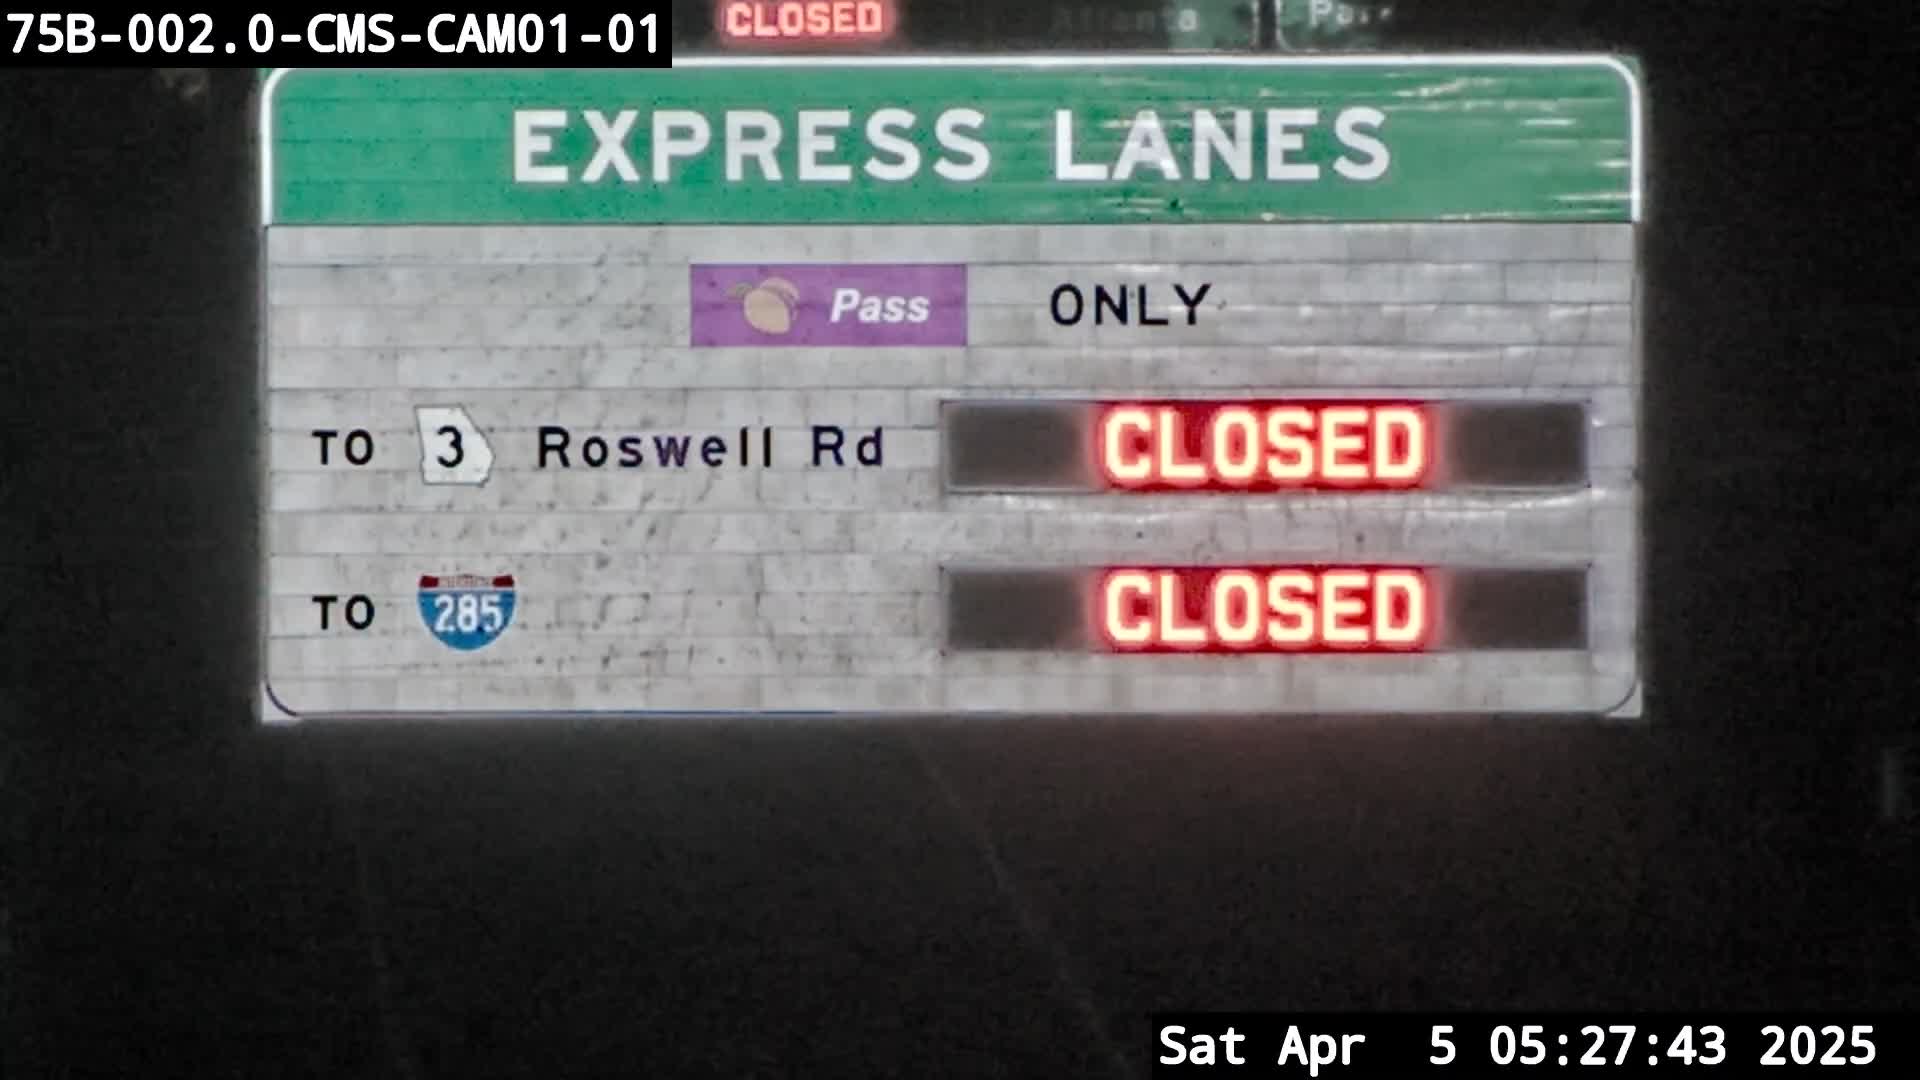 75B-002.0-CMS-CAM01-01
CLOSED
Atlanta
EXPRESS LANES
Pass ONLY
TO 3 Roswell Rd CLOSED
TO 285 CLOSED
Sat Apr 5 05:27:43 2025